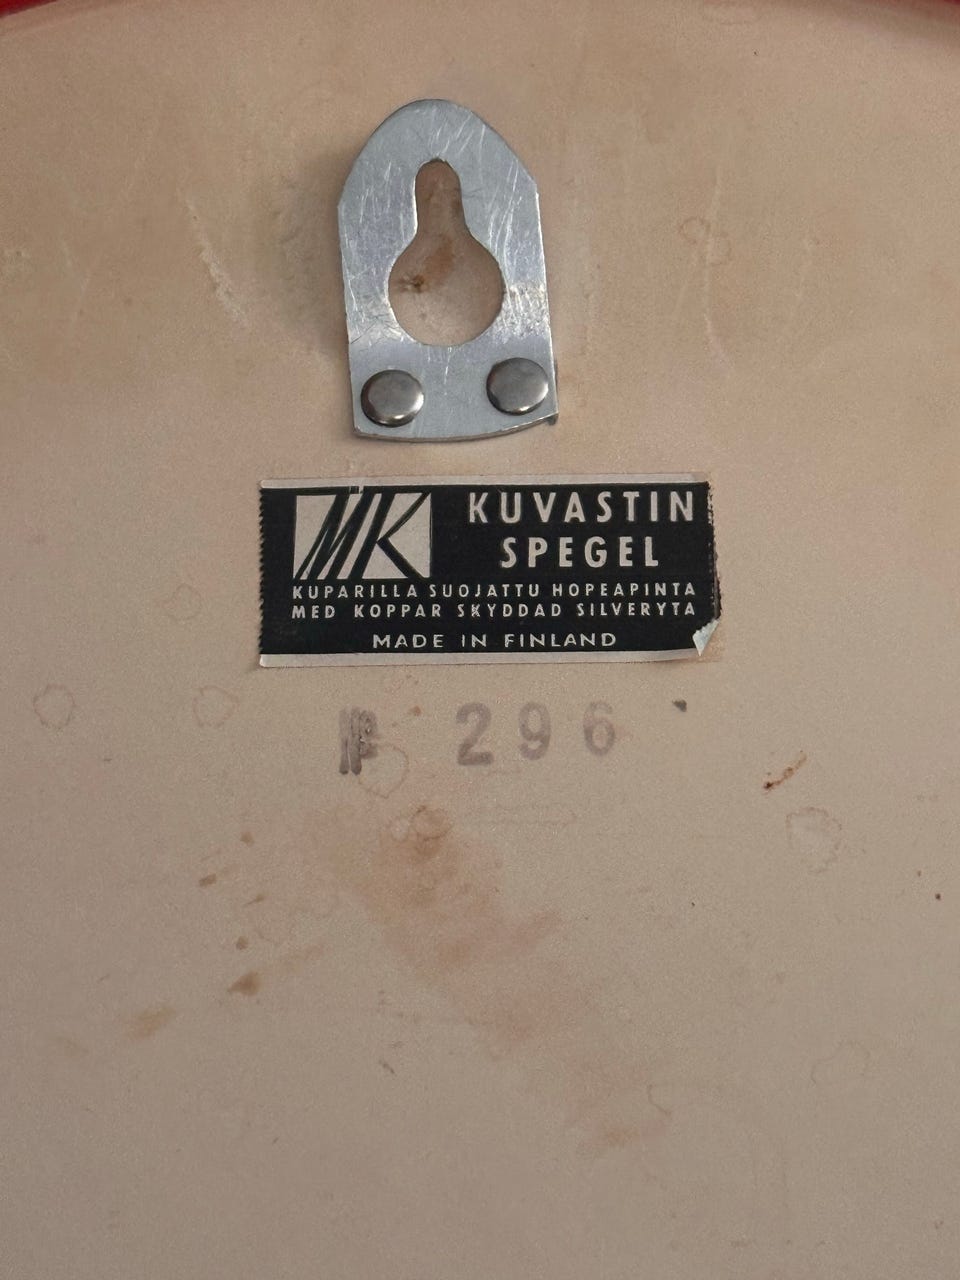 MK
KUVASTIN
SPEGEL
KUPARILLA SUOJATTU HOPEAPINTA
MED KOPPAR SKYDDAD SILVERYTA
MADE IN FINLAND
296